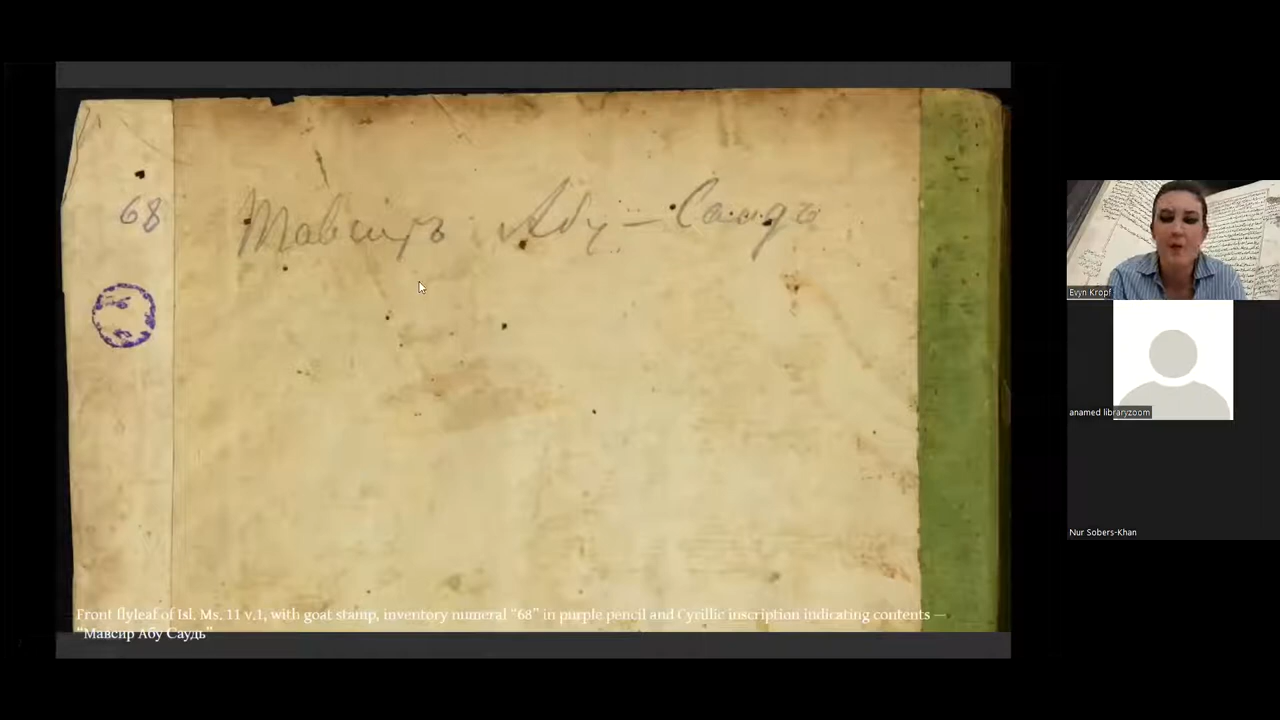 68
Тавсиръ Абу — Саудъ
Front flyleaf of Isl. Ms. 11 v.1, with goat stamp, inventory numeral “68” in purple pencil and Cyrillic inscription indicating contents —
“Мавсир Абу Саудь”
Evyn Kropf
anamed libraryzoom
Nur Sobers-Khan